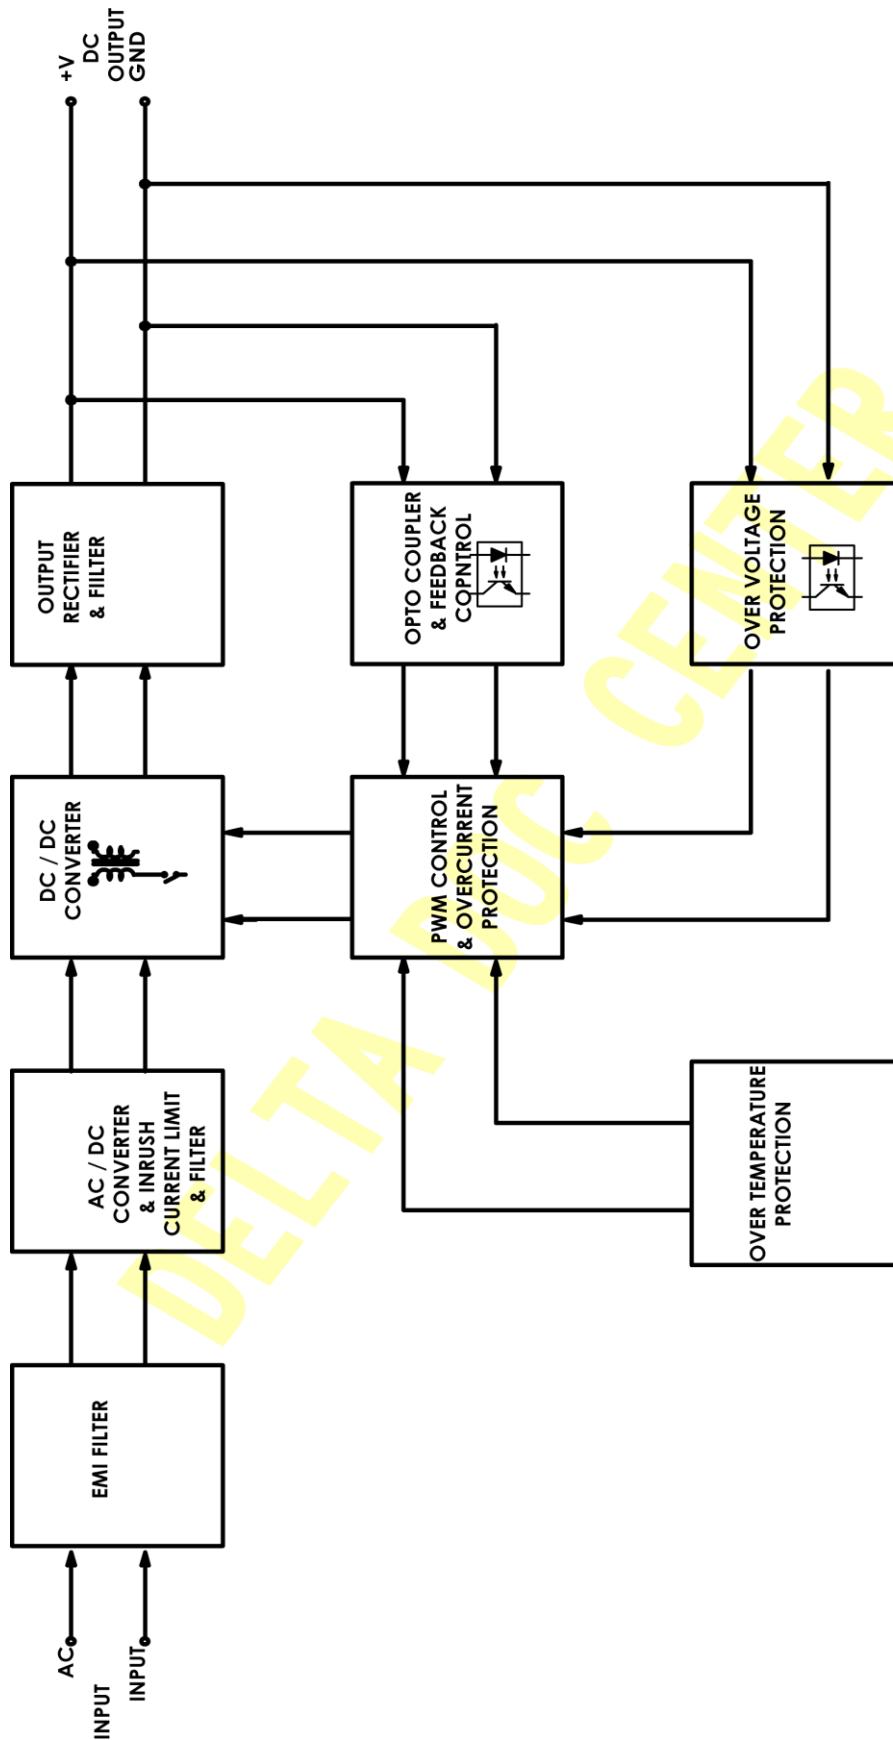 AC
INPUT
INPUT
EMI FILTER
AC / DC
CONVERTER
& INRUSH
CURRENT LIMIT
& FILTER
DC / DC
CONVERTER
OUTPUT
RECTIFIER
& FIILTER
+V
DC
OUTPUT
GND
PWM CONTROL
& OVERCURRENT
PROTECTION
OPTO COUPLER
& FEEDBACK
COPNTROL
OVER TEMPERATURE
PROTECTION
OVER VOLTAGE
PROTECTION
DELTA DOC CENTER